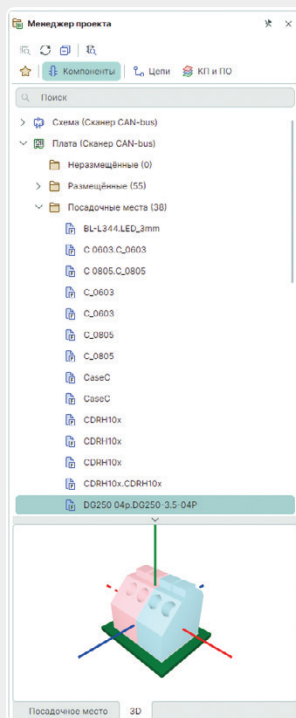 Менеджер проекта
Компоненты Цепи КП и ПО
Поиск
Схема (Сканер CAN-bus)
Плата (Сканер CAN-bus)
Неразмещённые (0)
Размещённые (55)
Посадочные места (38)
BL-L344.LED_3mm
C 0603.C_0603
C 0805.C_0805
C_0603
C_0603
C_0805
C_0805
CaseC
CaseC
CDRH10x
CDRH10x
CDRH10x
CDRH10x.CDRH10x
DG250 04p.DG250-3.5-04P
Посадочное место 3D